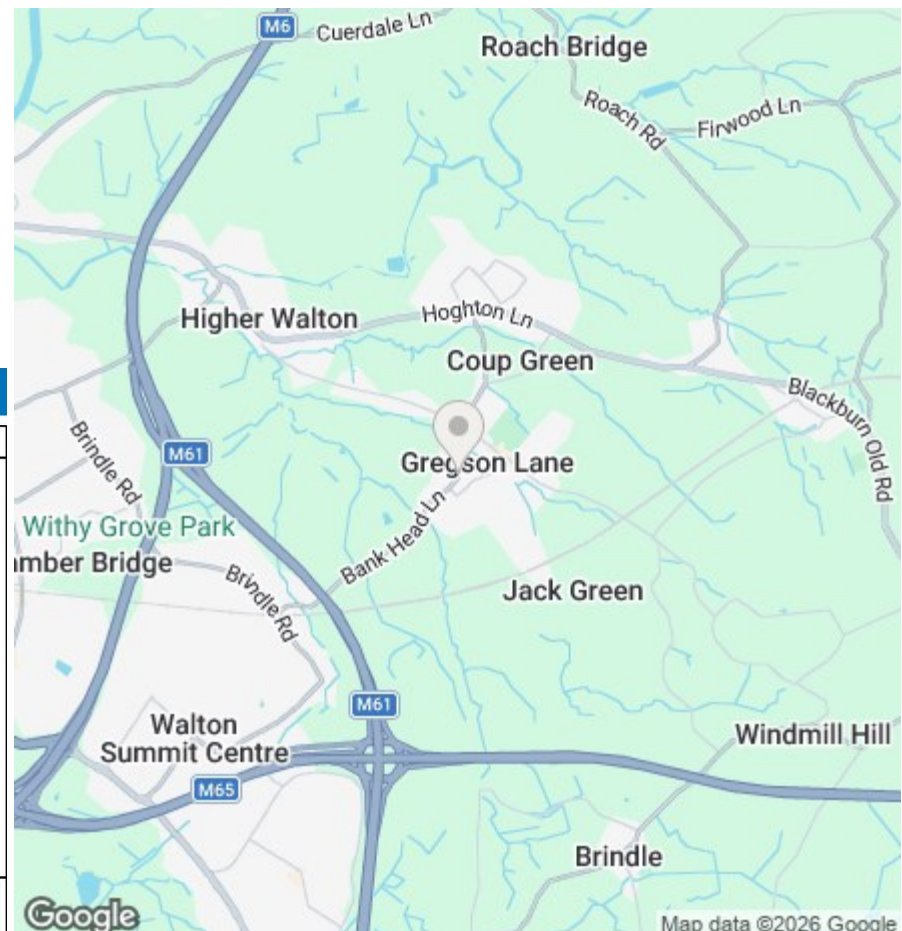 M6
Cuerdale Ln
Roach Bridge
Roach Rd
Firwood Ln
Higher Walton
Hoghton Ln
Coup Green
Blackburn Old Rd
Brindle Rd
M61
Gregson Lane
Withy Grove Park
Bank Head Ln
amber Bridge
Brindle Rd
Jack Green
M61
Walton
Summit Centre
Windmill Hill
M65
Brindle
Google
Map data ©2026 Google